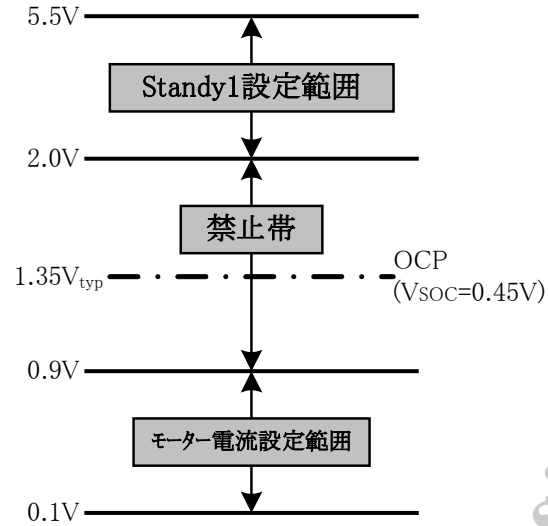 5.5V
Standy1設定範囲
2.0V
禁止帯
1.35Vtyp
OCP
(VSOC=0.45V)
0.9V
モーター電流設定範囲
0.1V